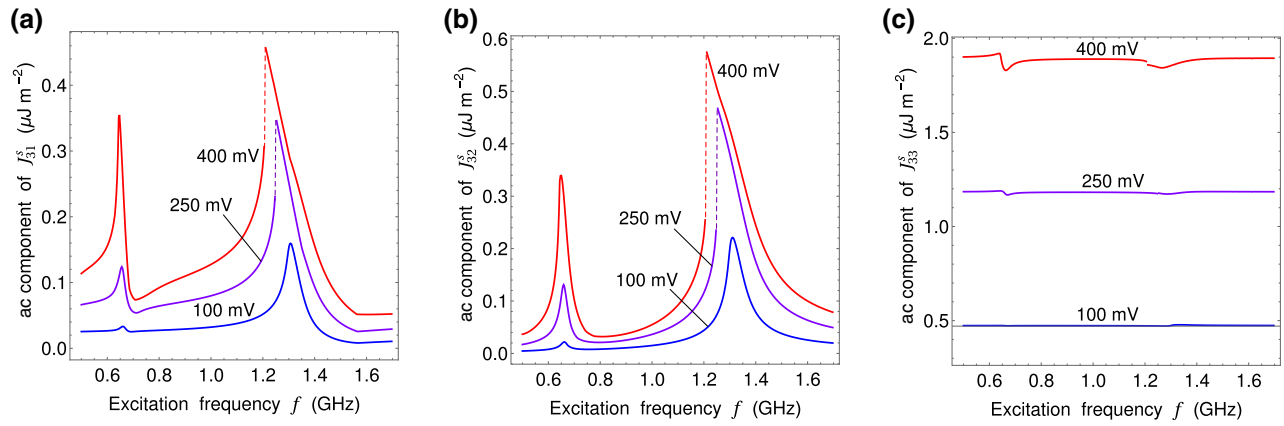 (a)
ac component of J^s_31 (μJ m⁻²)
0.4
0.3
0.2
0.1
0.0
400 mV
250 mV
100 mV
0.6 0.8 1.0 1.2 1.4 1.6
Excitation frequency f (GHz)
(b)
ac component of J^s_32 (μJ m⁻²)
0.6
0.5
0.4
0.3
0.2
0.1
0.0
400 mV
250 mV
100 mV
0.6 0.8 1.0 1.2 1.4 1.6
Excitation frequency f (GHz)
(c)
ac component of J^s_33 (μJ m⁻²)
2.0
1.5
1.0
0.5
400 mV
250 mV
100 mV
0.6 0.8 1.0 1.2 1.4 1.6
Excitation frequency f (GHz)